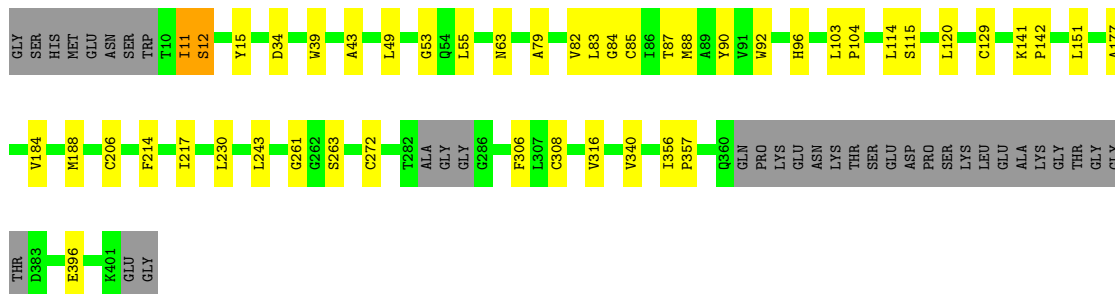 GLY SER HIS MET GLU ASN SER TRP T10 I11 S12 Y15 D34 W39 A43 L49 G53 Q54 L55 N63 A79 V82 L83 G84 C85 I86 T87 M88 A89 Y90 V91 W92 H96 L103 P104 L114 S115 L120 C129 K141 P142 L151 A177
V184 M188 C206 F214 I217 L230 L243 G261 G262 S263 C272 T282 ALA GLY GLY G286 F306 L307 C308 V316 V340 I356 P357 Q360 GLN PRO LYS GLU ASN LYS THR SER GLU ASP PRO SER LYS LEU GLU ALA LYS GLY THR GLY GLY
THR D383 E396 K401 GLU GLY